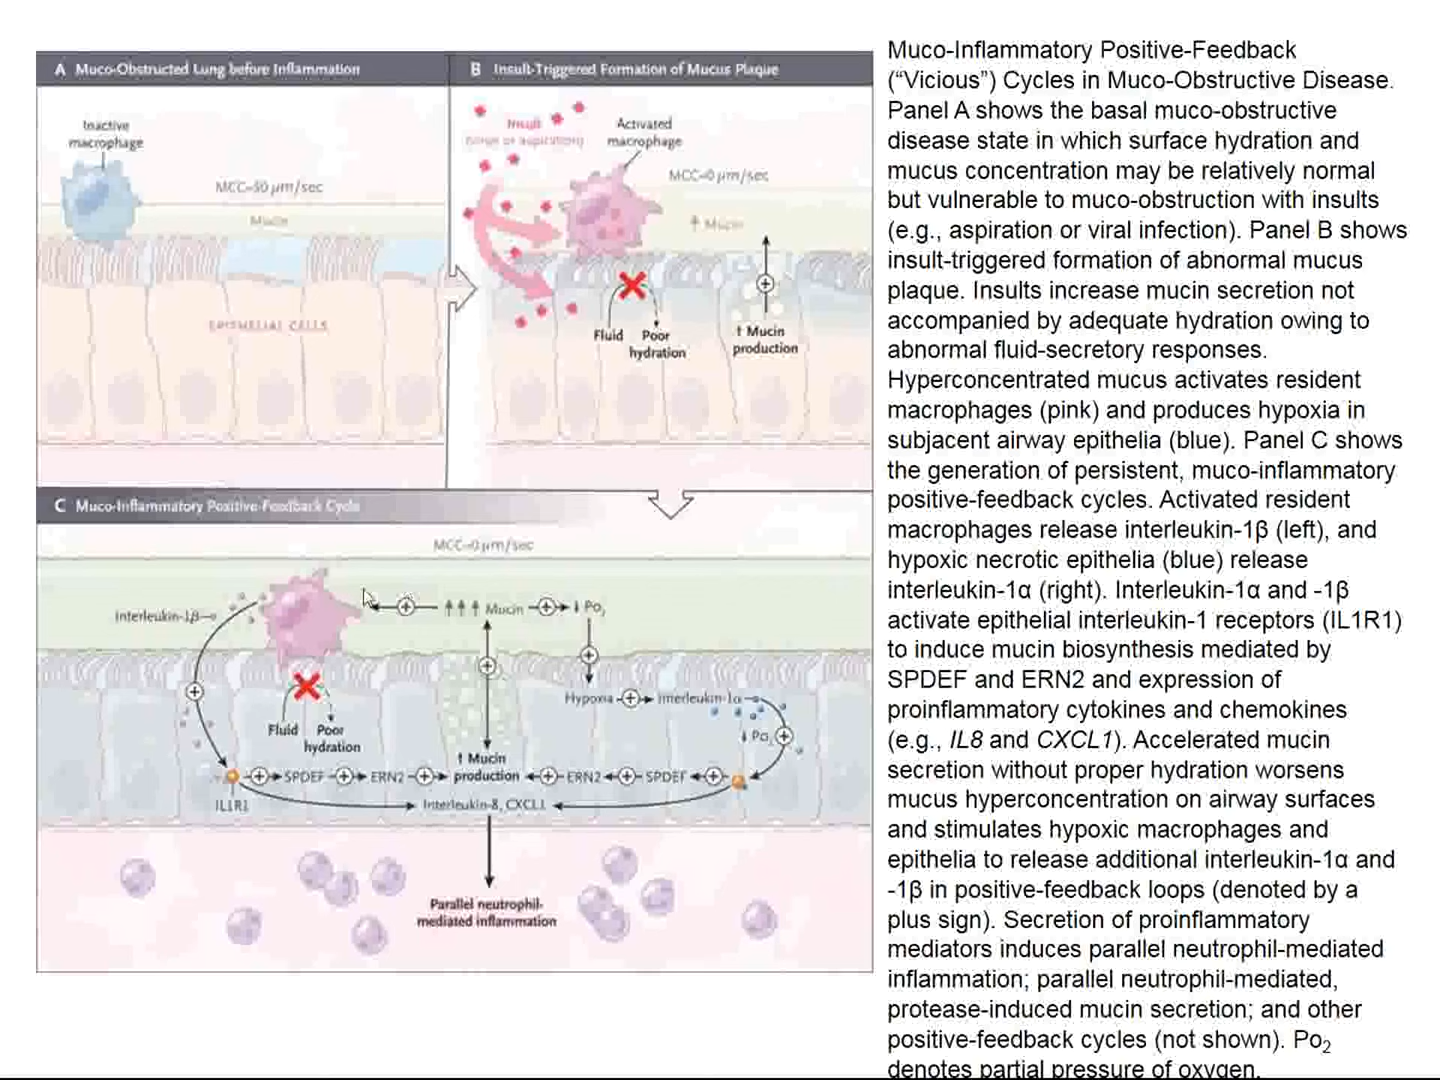 A Muco-Obstructed Lung before Inflammation
Inactive
macrophage
MCC=50 μm/sec
Mucin
EPITHELIAL CELLS
B Insult-Triggered Formation of Mucus Plaque
Insult
(virus or aspiration)
Activated
macrophage
MCC=0 μm/sec
↑ Mucin
Fluid
Poor
hydration
↑ Mucin
production
C Muco-Inflammatory Positive-Feedback Cycle
MCC=0 μm/sec
Interleukin-1β
↑↑↑ Mucin
↓ Po2
Hypoxia
Interleukin-1α
↓ Po2
Fluid
Poor
hydration
↑ Mucin
SPDEF ERN2 production ERN2 SPDEF
IL1R1
Interleukin-8, CXCL1
Parallel neutrophil-
mediated inflammation
Muco-Inflammatory Positive-Feedback
(“Vicious”) Cycles in Muco-Obstructive Disease.
Panel A shows the basal muco-obstructive
disease state in which surface hydration and
mucus concentration may be relatively normal
but vulnerable to muco-obstruction with insults
(e.g., aspiration or viral infection). Panel B shows
insult-triggered formation of abnormal mucus
plaque. Insults increase mucin secretion not
accompanied by adequate hydration owing to
abnormal fluid-secretory responses.
Hyperconcentrated mucus activates resident
macrophages (pink) and produces hypoxia in
subjacent airway epithelia (blue). Panel C shows
the generation of persistent, muco-inflammatory
positive-feedback cycles. Activated resident
macrophages release interleukin-1β (left), and
hypoxic necrotic epithelia (blue) release
interleukin-1α (right). Interleukin-1α and -1β
activate epithelial interleukin-1 receptors (IL1R1)
to induce mucin biosynthesis mediated by
SPDEF and ERN2 and expression of
proinflammatory cytokines and chemokines
(e.g., IL8 and CXCL1). Accelerated mucin
secretion without proper hydration worsens
mucus hyperconcentration on airway surfaces
and stimulates hypoxic macrophages and
epithelia to release additional interleukin-1α and
-1β in positive-feedback loops (denoted by a
plus sign). Secretion of proinflammatory
mediators induces parallel neutrophil-mediated
inflammation; parallel neutrophil-mediated,
protease-induced mucin secretion; and other
positive-feedback cycles (not shown). Po2
denotes partial pressure of oxygen.